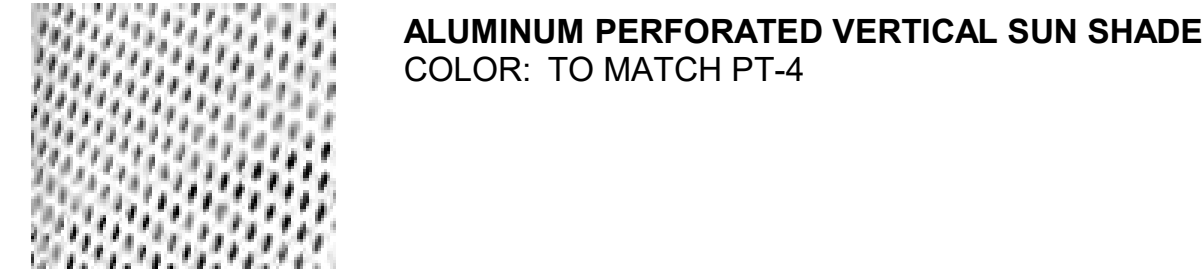 ALUMINUM PERFORATED VERTICAL SUN SHADE
COLOR: TO MATCH PT-4